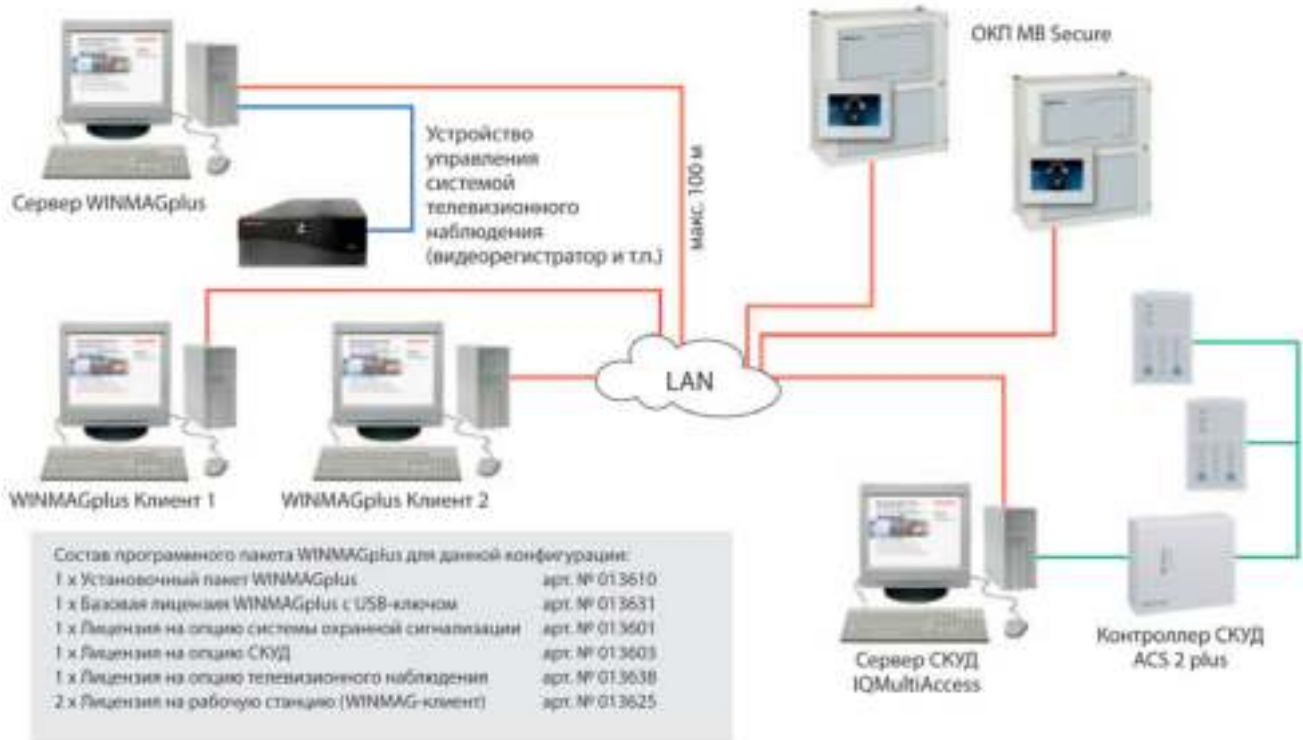 ОКП MB Secure
Устройство
управления
системой
телевизионного
наблюдения
(видеорегистратор и т.п.)
макс. 100 м
Сервер WINMAGplus
LAN
WINMAGplus Клиент 1
WINMAGplus Клиент 2
Состав программного пакета WINMAGplus для данной конфигурации:
1 x Установочный пакет WINMAGplus арт. № 013610
1 x Базовая лицензия WINMAGplus с USB-ключом арт. № 013631
1 x Лицензия на опцию системы охранной сигнализации арт. № 013601
1 x Лицензия на опцию СКУД арт. № 013603
1 x Лицензия на опцию телевизионного наблюдения арт. № 013638
2 x Лицензия на рабочую станцию (WINMAG-клиент) арт. № 013625
Сервер СКУД
IQMultiAccess
Контроллер СКУД
ACS 2 plus